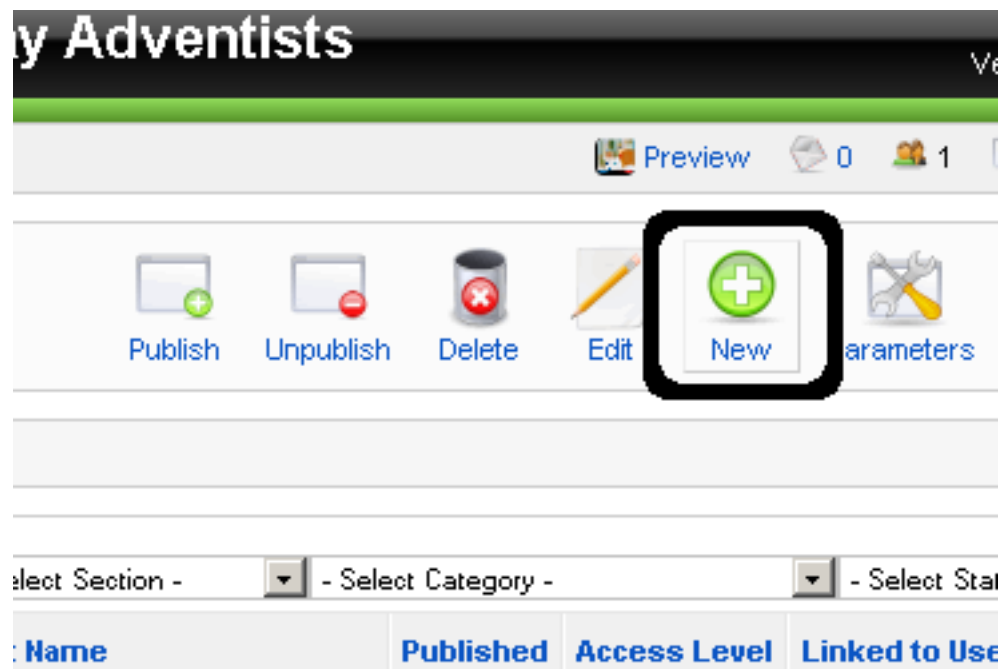 y Adventists
Ve
Preview 0 1
Publish Unpublish Delete Edit New arameters
elect Section - - Select Category - - Select Stat
Name Published Access Level Linked to Use